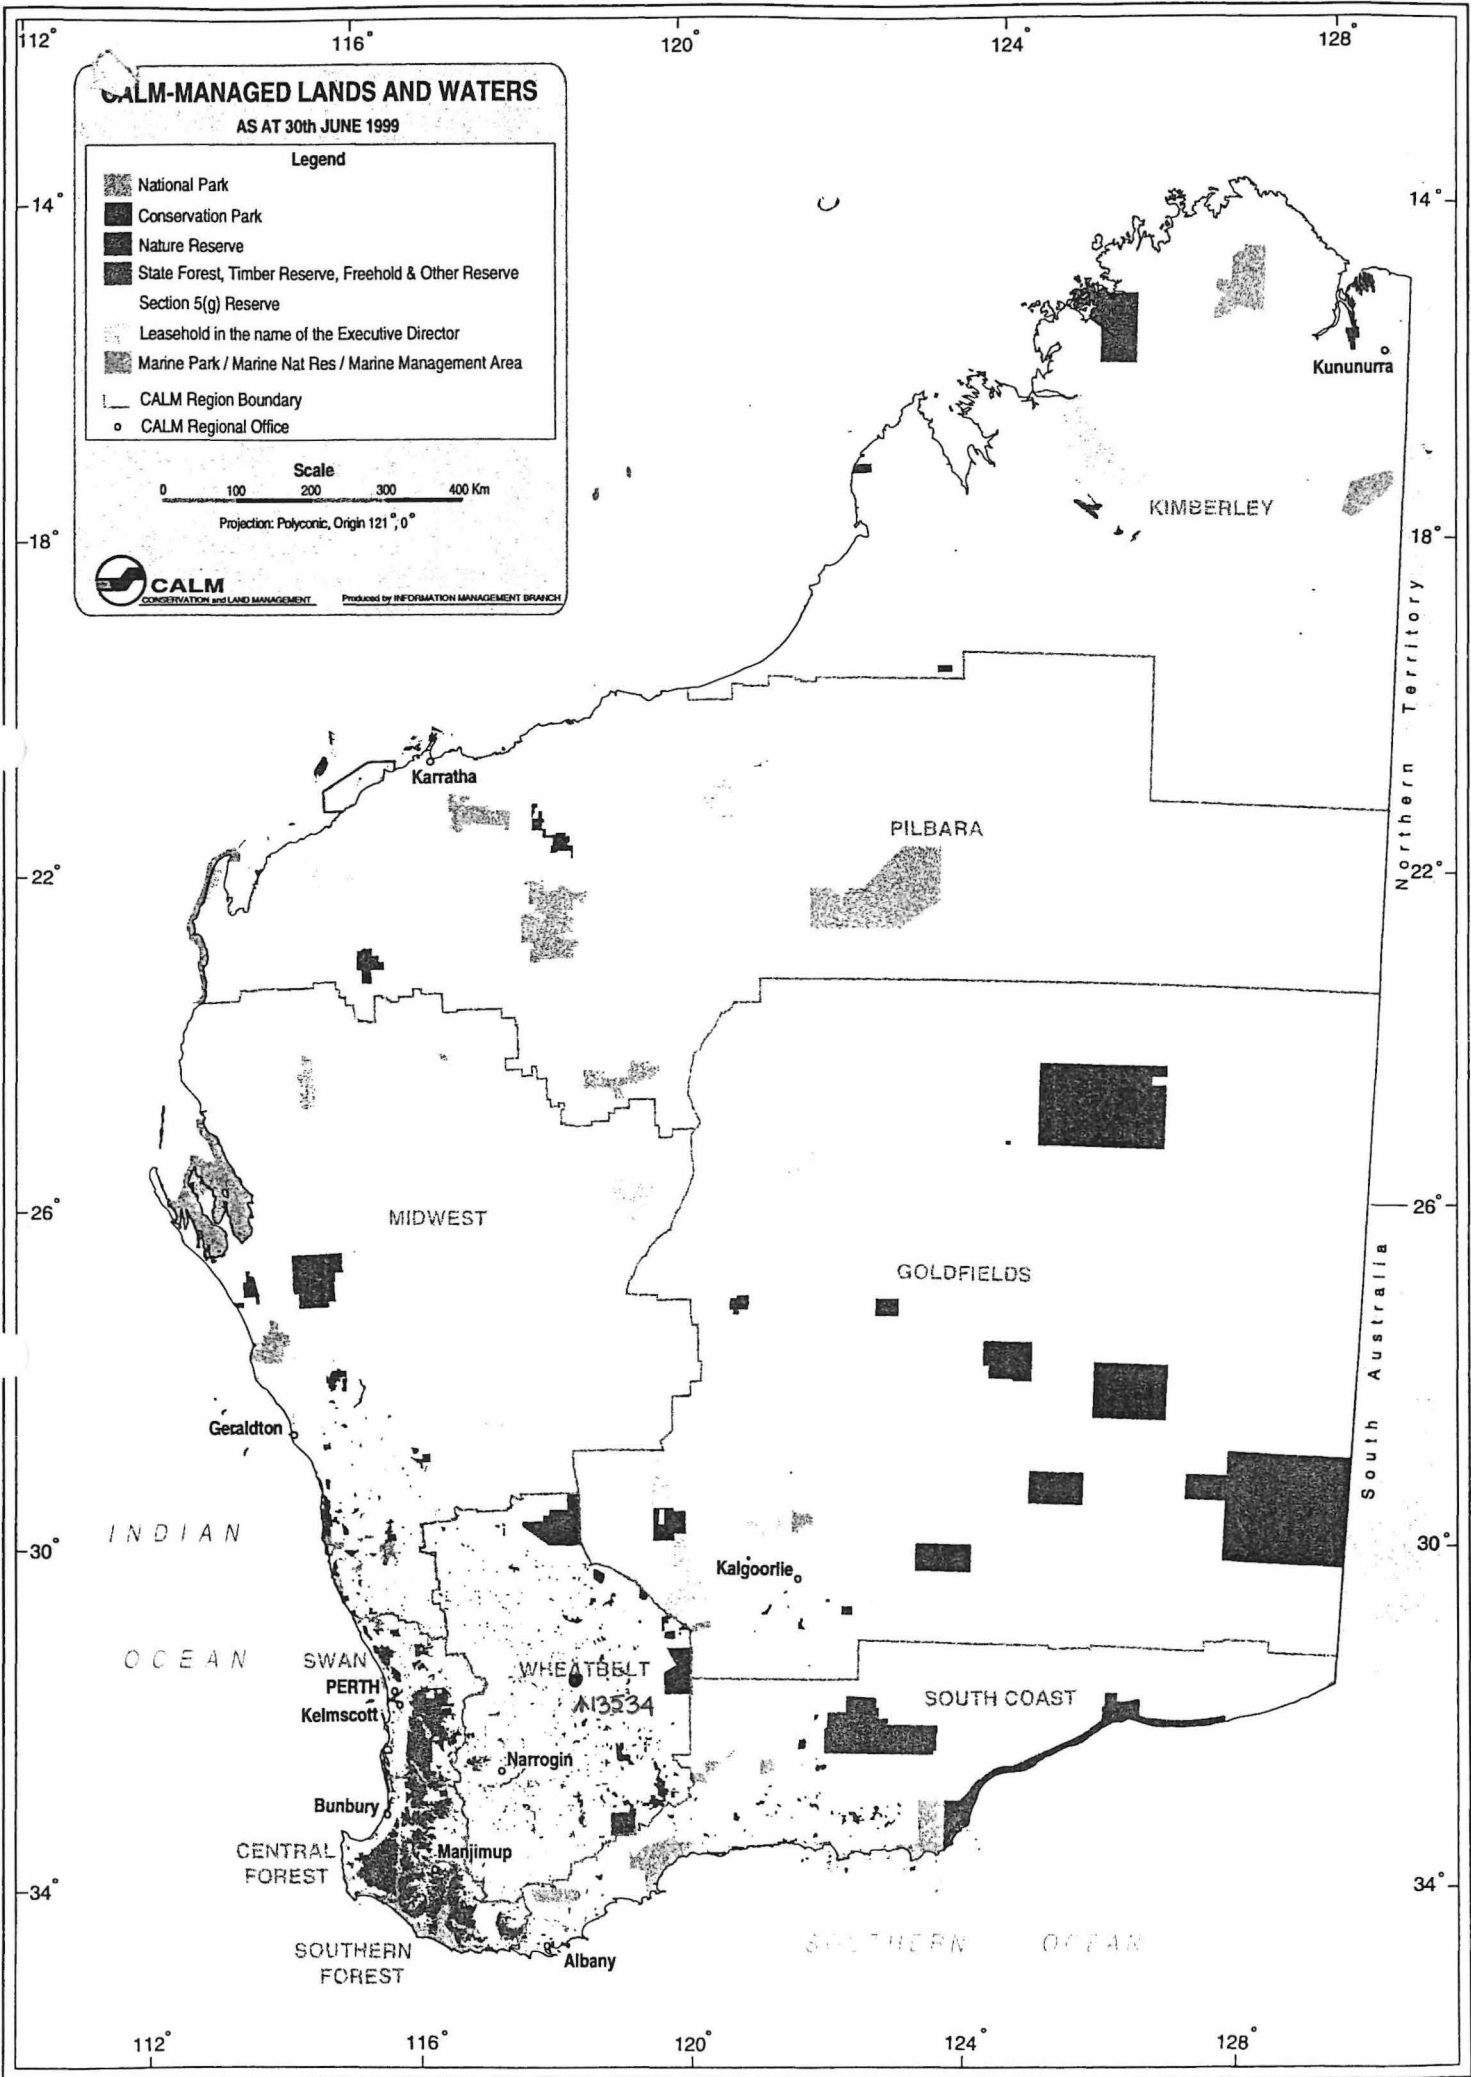 112° 116° 120° 124° 128°
CALM-MANAGED LANDS AND WATERS
AS AT 30th JUNE 1999
Legend
National Park
Conservation Park
Nature Reserve
State Forest, Timber Reserve, Freehold & Other Reserve
Section 5(g) Reserve
Leasehold in the name of the Executive Director
Marine Park / Marine Nat Res / Marine Management Area
CALM Region Boundary
CALM Regional Office
Scale
0 100 200 300 400 Km
Projection: Polyconic, Origin 121°, 0°
CALM
CONSERVATION and LAND MANAGEMENT
Produced by INFORMATION MANAGEMENT BRANCH
14° 14°
Kununurra
KIMBERLEY
18° 18°
Northern Territory
Karratha
PILBARA
22° 22°
26° 26°
MIDWEST
GOLDFIELDS
South Australia
Geraldton
INDIAN
30° 30°
Kalgoorlie
OCEAN
SWAN
WHEATBELT
PERTH
A13534
SOUTH COAST
Kelmscott
Narrogin
Bunbury
CENTRAL
FOREST
Manjimup
34° 34°
SOUTHERN
FOREST
Albany
SOUTHERN OCEAN
112° 116° 120° 124° 128°